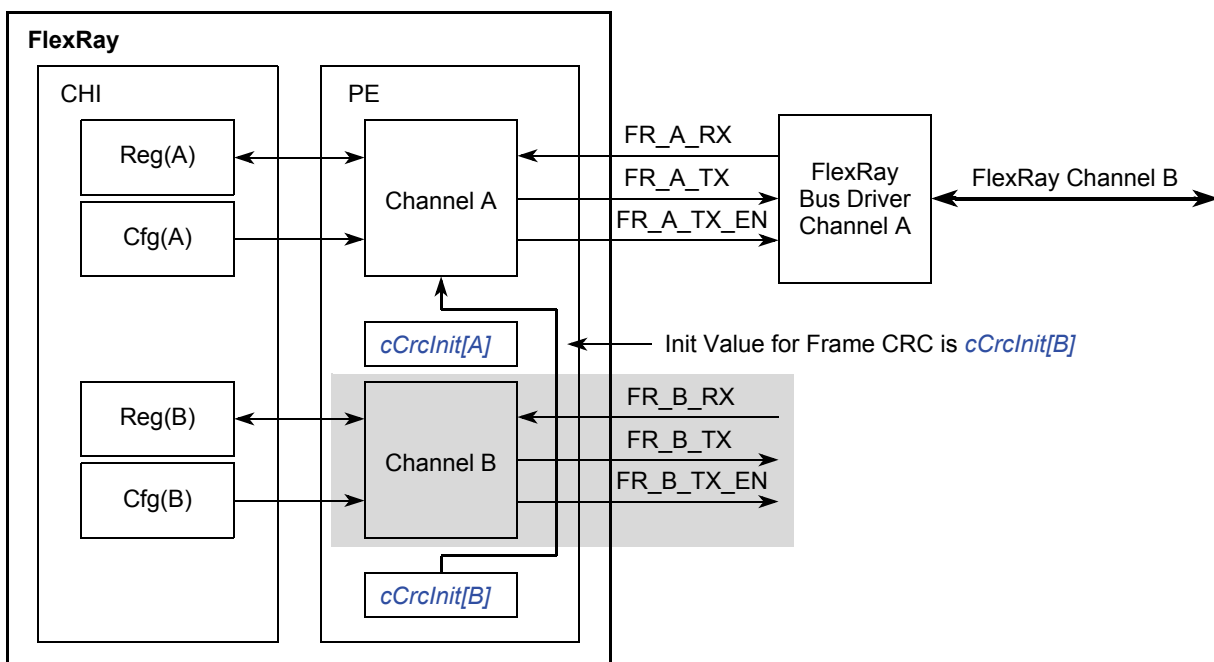 FlexRay
CHI
PE
Reg(A)
Cfg(A)
Channel A
FR_A_RX
FR_A_TX
FR_A_TX_EN
FlexRay
Bus Driver
Channel A
FlexRay Channel B
cCrcInit[A]
Init Value for Frame CRC is cCrcInit[B]
Reg(B)
Cfg(B)
Channel B
FR_B_RX
FR_B_TX
FR_B_TX_EN
cCrcInit[B]